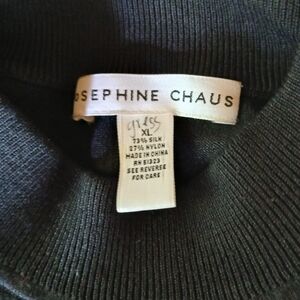 OSEPHINE CHAUS
XL
73% SILK
27% NYLON
MADE IN CHINA
RN 51323
SEE REVERSE
FOR CARE